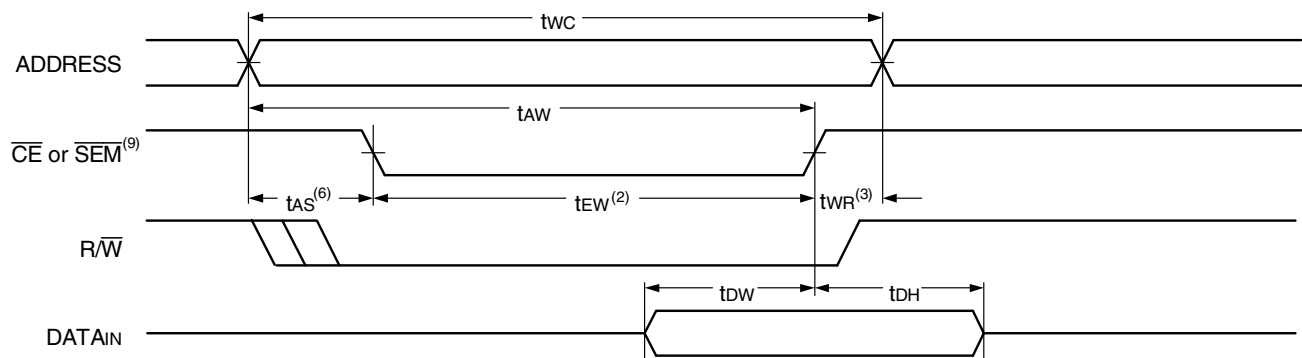 tWC
ADDRESS
tAW
CE or SEM(9)
tAS(6) tEW(2) tWR(3)
R/W
tDW tDH
DATAIN